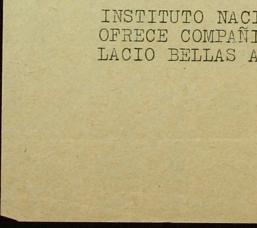 INSTITUTO NACI
OFRECE COMPAÑI
LACIO BELLAS A